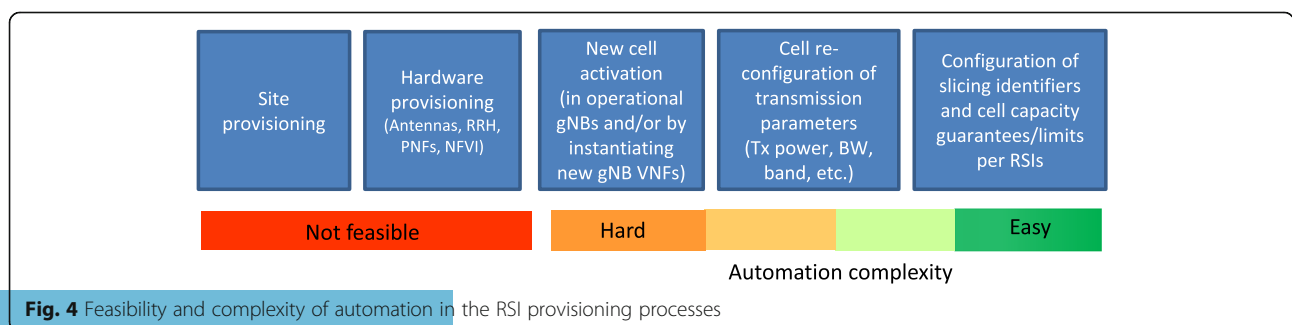 Site
provisioning
Hardware
provisioning
(Antennas, RRH,
PNFs, NFVI)
New cell
activation
(in operational
gNBs and/or by
instantiating
new gNB VNFs)
Cell re-
configuration of
transmission
parameters
(Tx power, BW,
band, etc.)
Configuration of
slicing identifiers
and cell capacity
guarantees/limits
per RSIs
Not feasible
Hard
Easy
Automation complexity
Fig. 4 Feasibility and complexity of automation in the RSI provisioning processes